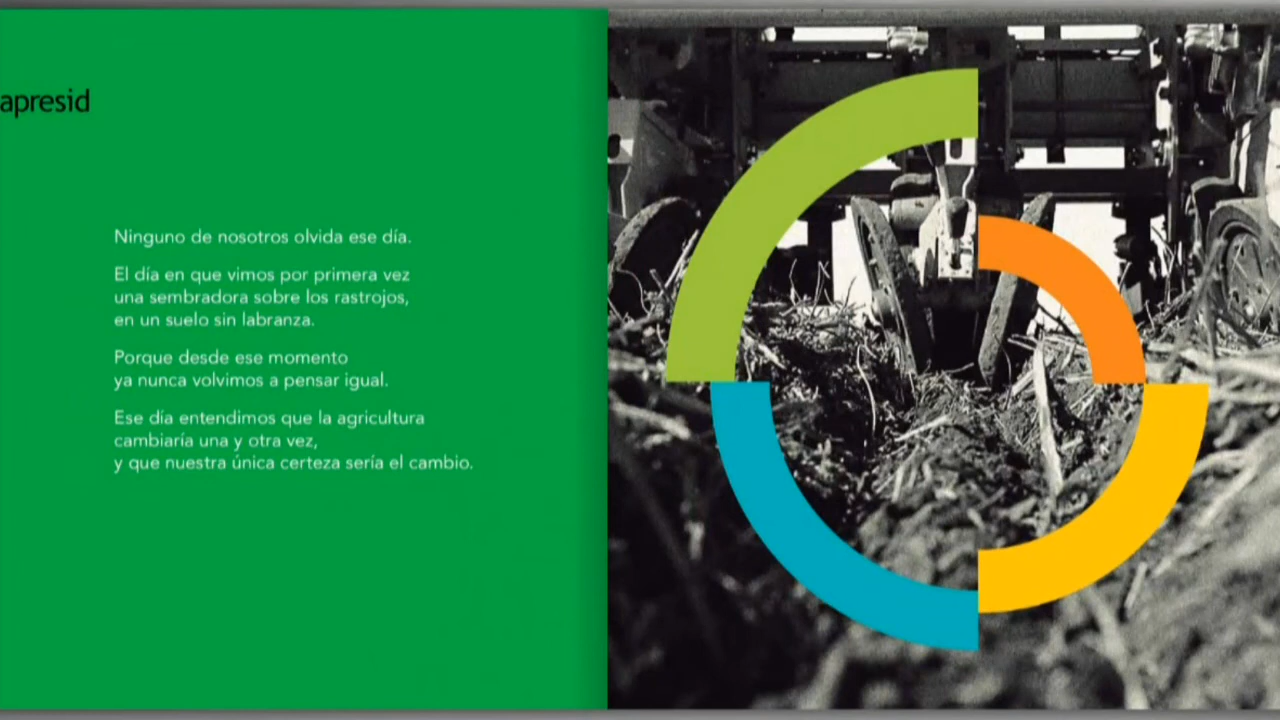 apresid
Ninguno de nosotros olvida ese día.
El día en que vimos por primera vez
una sembradora sobre los rastrojos,
en un suelo sin labranza.
Porque desde ese momento
ya nunca volvimos a pensar igual.
Ese día entendimos que la agricultura
cambiaría una y otra vez,
y que nuestra única certeza sería el cambio.